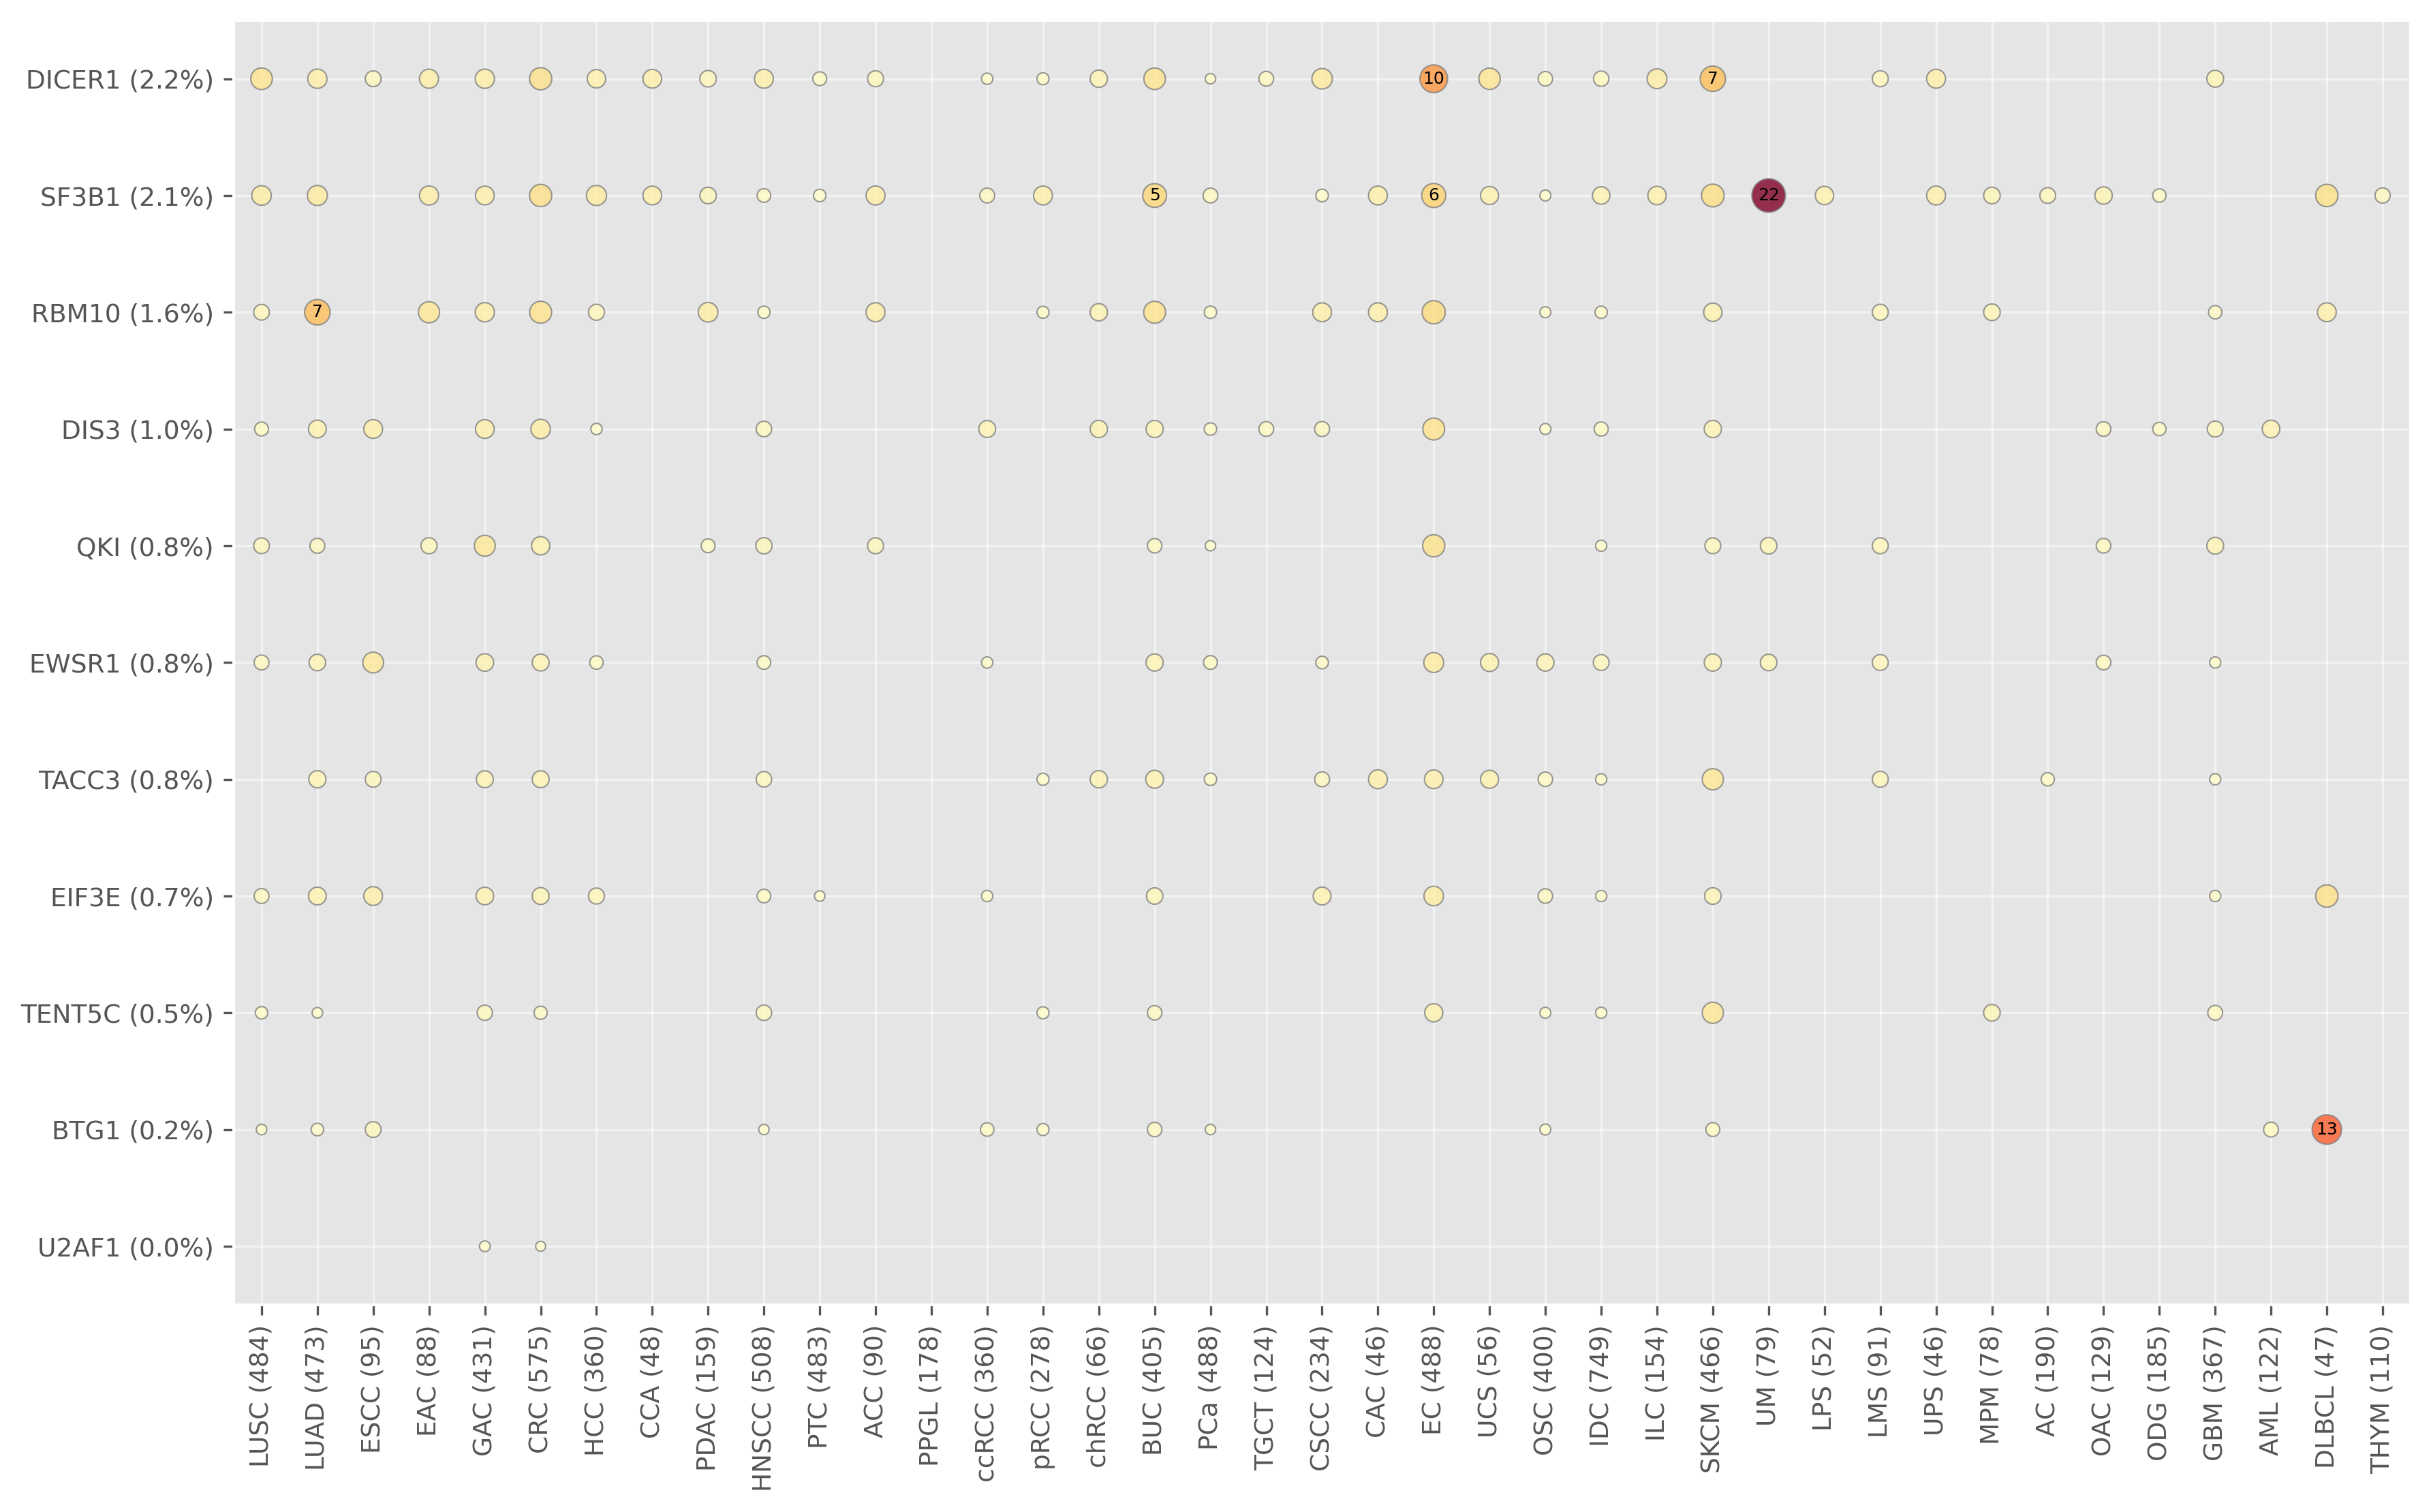 DICER1 (2.2%) 10 7
SF3B1 (2.1%) 5 6 22
RBM10 (1.6%) 7
DIS3 (1.0%)
QKI (0.8%)
EWSR1 (0.8%)
TACC3 (0.8%)
EIF3E (0.7%)
TENT5C (0.5%)
BTG1 (0.2%) 13
U2AF1 (0.0%)
LUSC (484)
LUAD (473)
ESCC (95)
EAC (88)
GAC (431)
CRC (575)
HCC (360)
CCA (48)
PDAC (159)
HNSCC (508)
PTC (483)
ACC (90)
PPGL (178)
ccRCC (360)
pRCC (278)
chRCC (66)
BUC (405)
PCa (488)
TGCT (124)
CSCC (234)
CAC (46)
EC (488)
UCS (56)
OSC (400)
IDC (749)
ILC (154)
SKCM (466)
UM (79)
LPS (52)
LMS (91)
UPS (46)
MPM (78)
AC (190)
OAC (129)
ODG (185)
GBM (367)
AML (122)
DLBCL (47)
THYM (110)